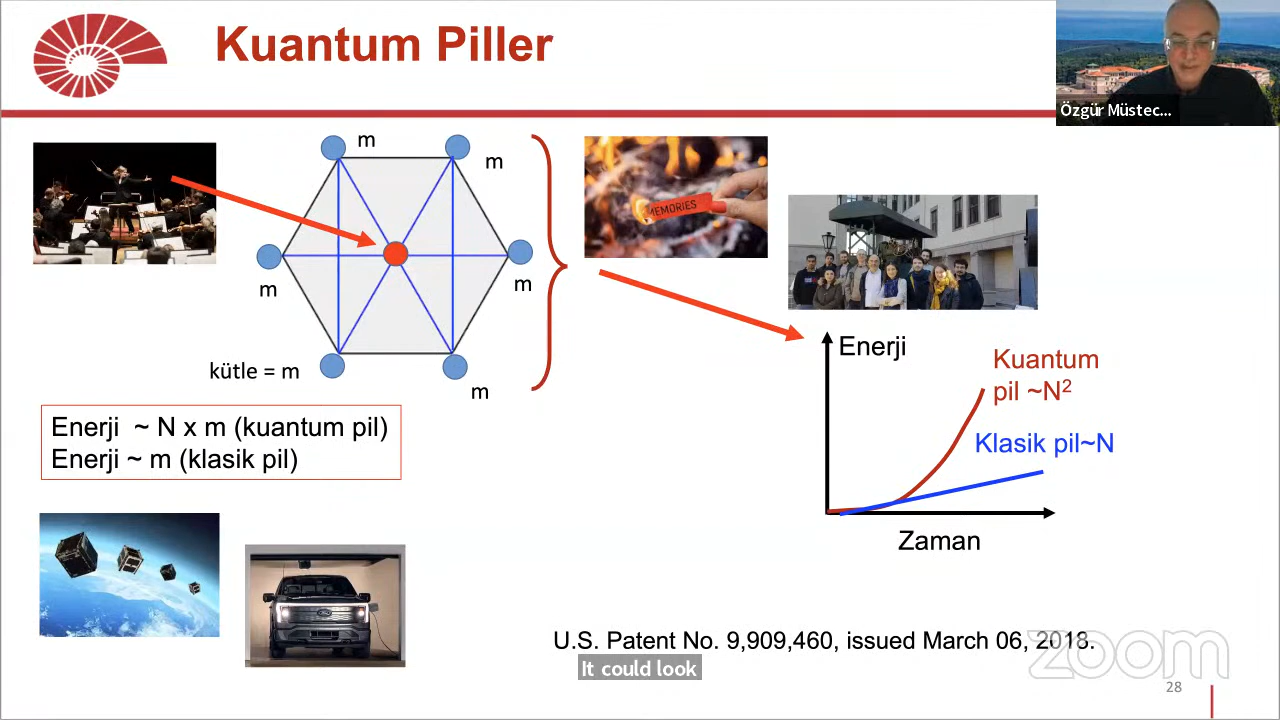 Kuantum Piller
Özgür Müstec...
m
m
m
m
kütle = m
m
MEMORIES
Enerji
Kuantum
pil ~N²
Klasik pil~N
Zaman
Enerji ~ N x m (kuantum pil)
Enerji ~ m (klasik pil)
U.S. Patent No. 9,909,460, issued March 06, 2018.
It could look
zoom
28